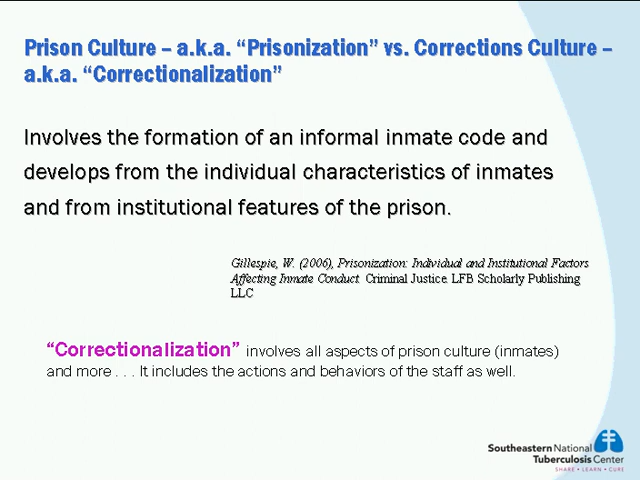 Prison Culture – a.k.a. “Prisonization” vs. Corrections Culture –
a.k.a. “Correctionalization”
Involves the formation of an informal inmate code and
develops from the individual characteristics of inmates
and from institutional features of the prison.
Gillespie, W. (2006), Prisonization: Individual and Institutional Factors
Affecting Inmate Conduct. Criminal Justice. LFB Scholarly Publishing
LLC
“Correctionalization” involves all aspects of prison culture (inmates)
and more . . . It includes the actions and behaviors of the staff as well.
Southeastern National
Tuberculosis Center
SHARE • LEARN • CURE